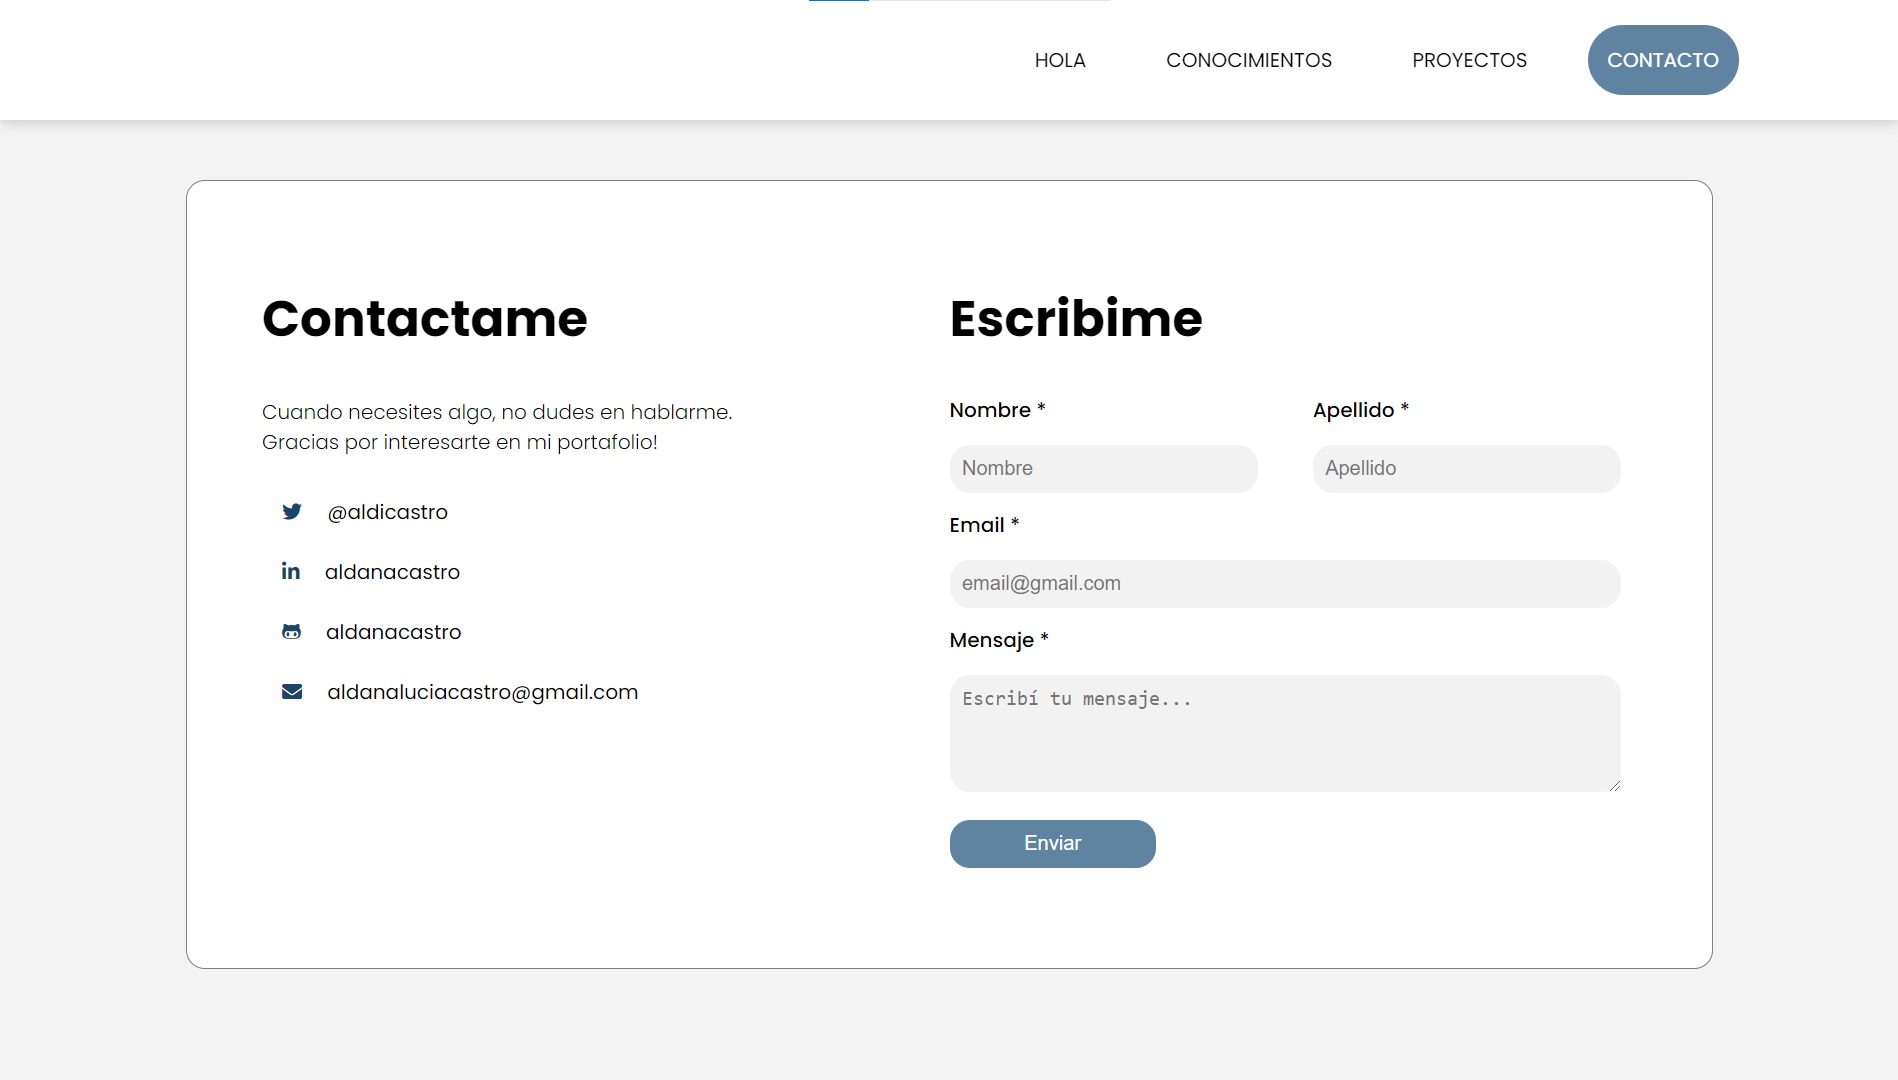 HOLA
CONOCIMIENTOS
PROYECTOS
CONTACTO
Contactame
Cuando necesites algo, no dudes en hablarme.
Gracias por interesarte en mi portafolio!
@aldicastro
aldanacastro
aldanacastro
aldanaluciacastro@gmail.com
Escribime
Nombre *
Apellido *
Nombre
Apellido
Email *
email@gmail.com
Mensaje *
Escribí tu mensaje...
Enviar